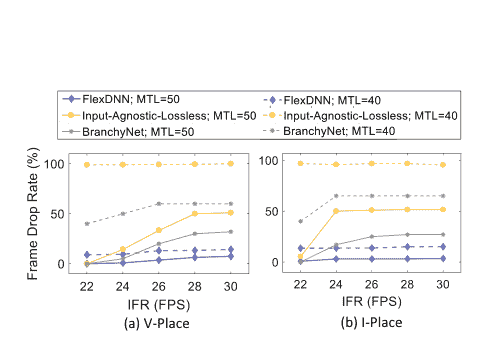 FlexDNN; MTL=50 FlexDNN; MTL=40
Input-Agnostic-Lossless; MTL=50 Input-Agnostic-Lossless; MTL=40
BranchyNet; MTL=50 BranchyNet; MTL=40
Frame Drop Rate (%)
100 100
50 50
0 0
22 24 26 28 30 22 24 26 28 30
IFR (FPS) IFR (FPS)
(a) V-Place (b) I-Place